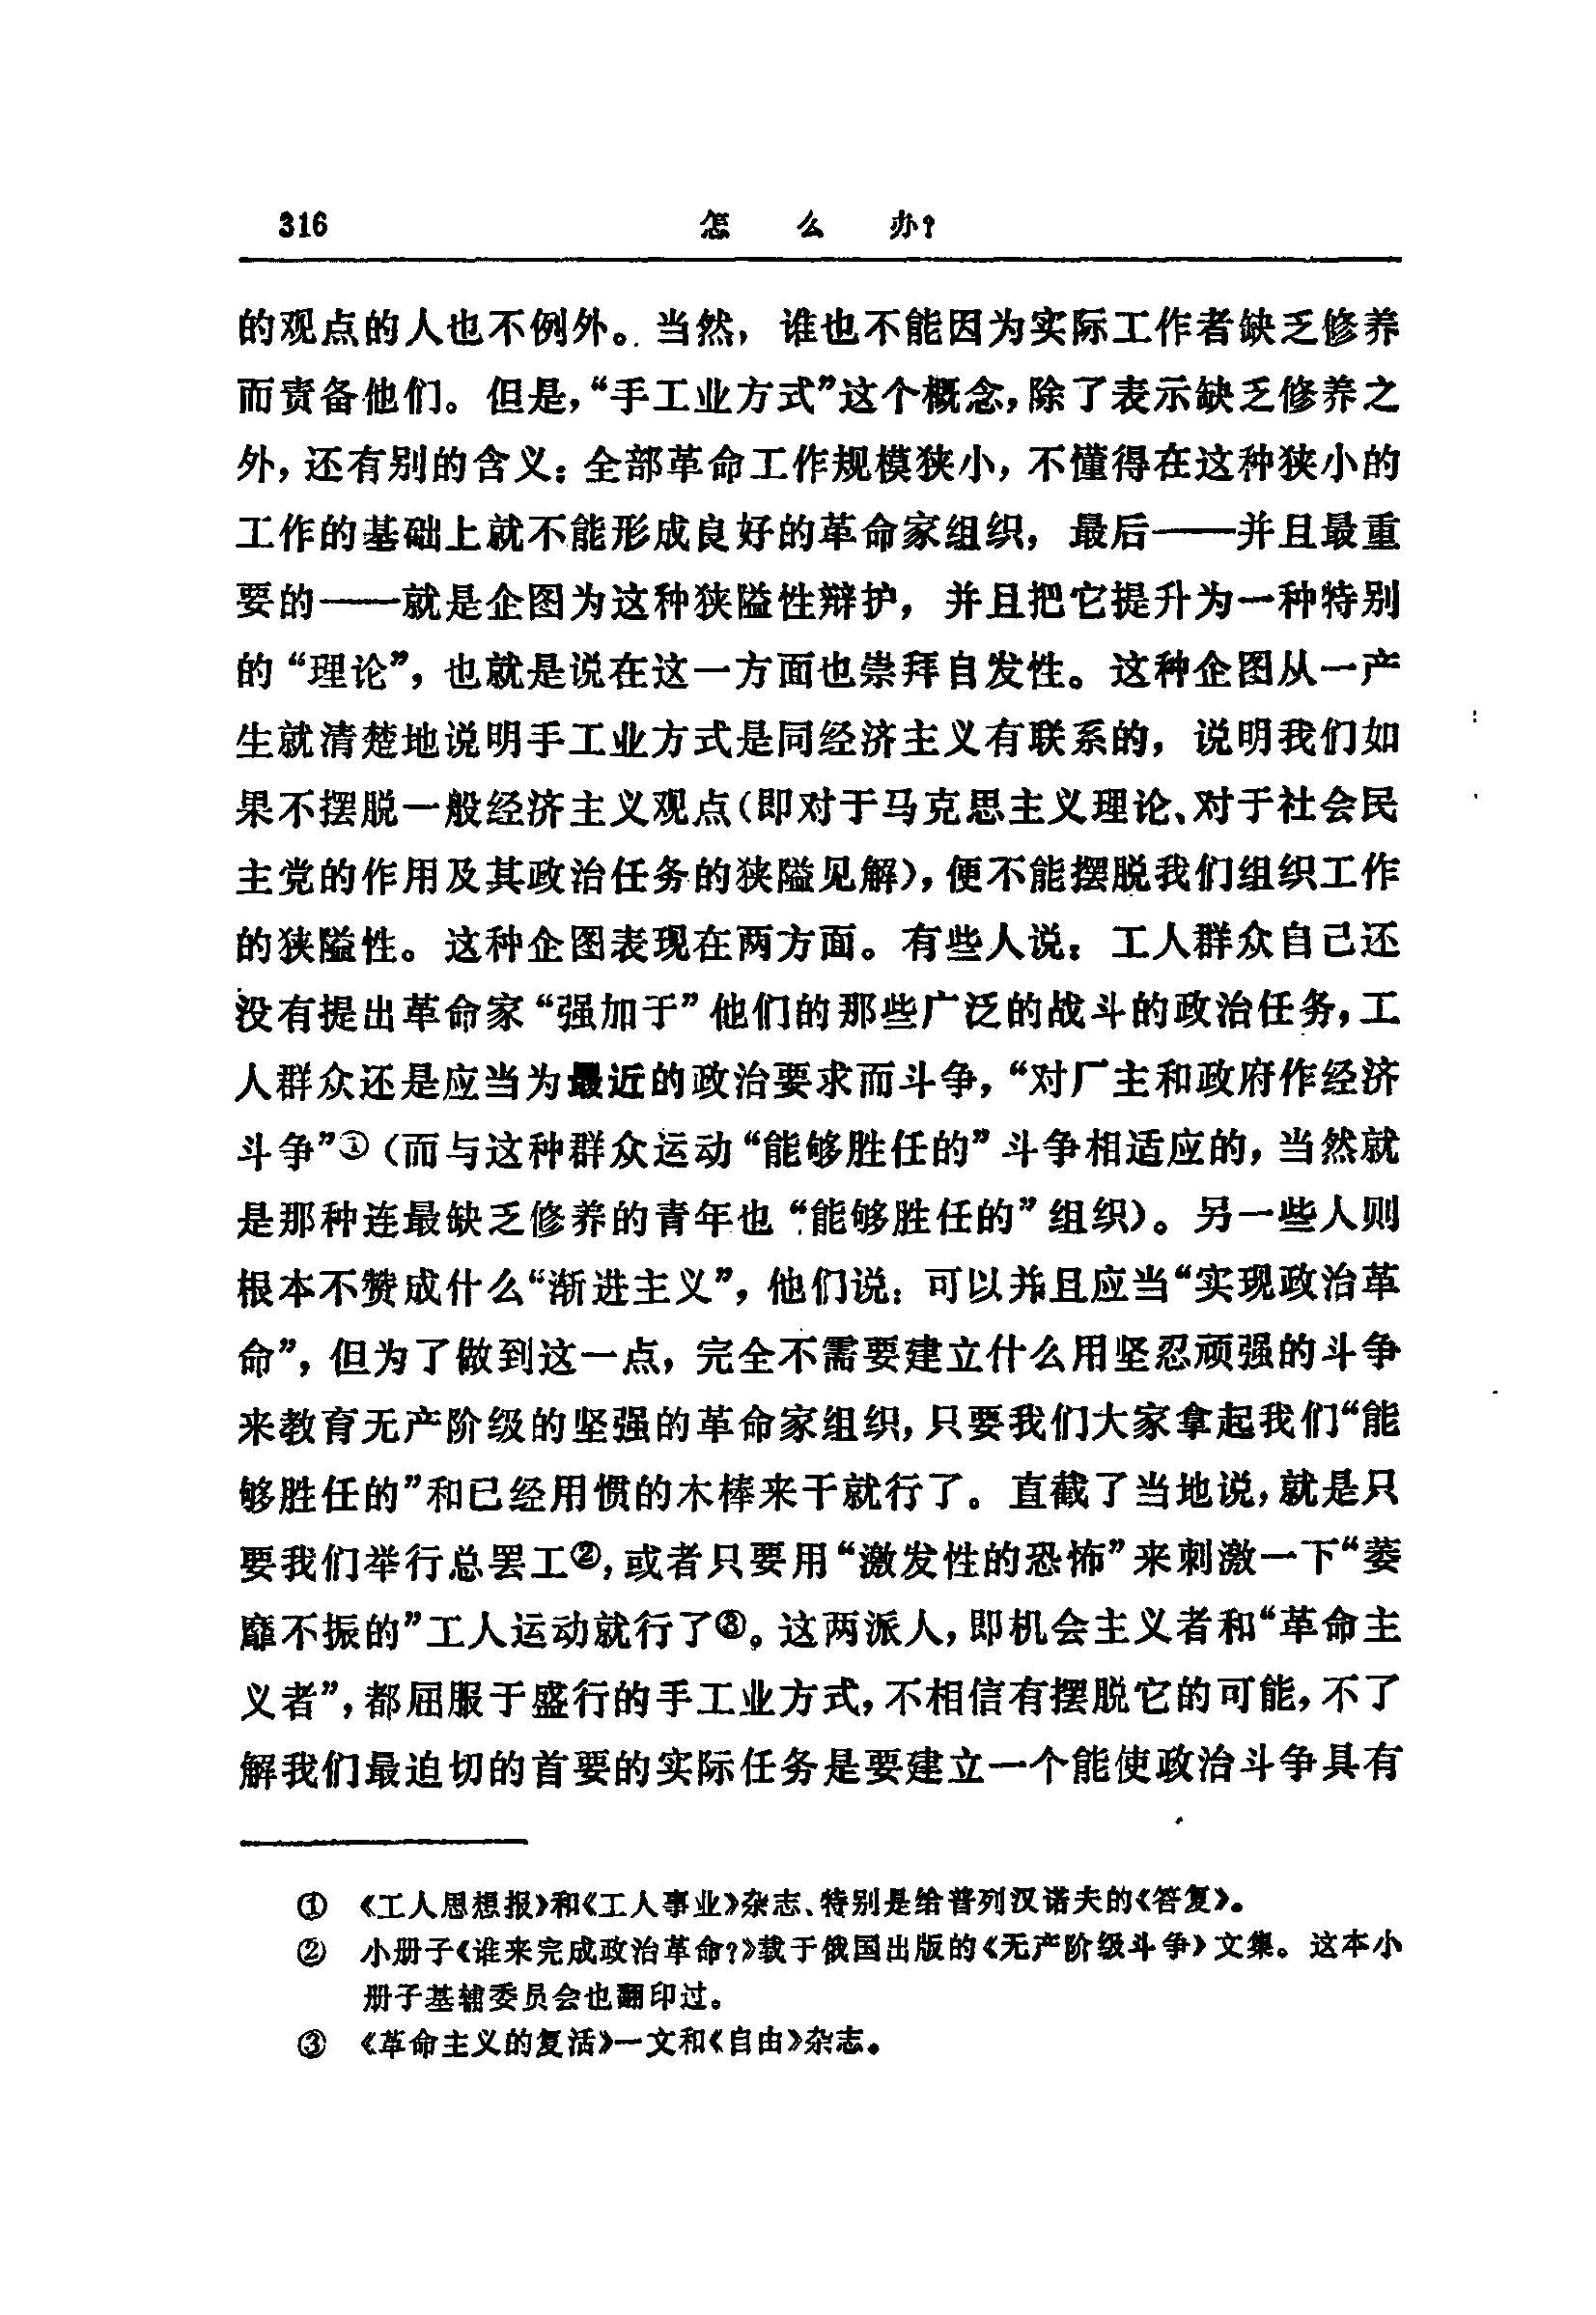 316 怎么办?
的观点的人也不例外。当然，谁也不能因为实际工作者缺乏修养
而责备他们。但是，“手工业方式”这个概念，除了表示缺乏修养之
外，还有别的含义：全部革命工作规模狭小，不懂得在这种狭小的
工作的基础上就不能形成良好的革命家组织，最后——并且最重
要的——就是企图为这种狭隘性辩护，并且把它提升为一种特别
的“理论”，也就是说在这一方面也崇拜自发性。这种企图从一产
生就清楚地说明手工业方式是同经济主义有联系的，说明我们如
果不摆脱一般经济主义观点（即对于马克思主义理论、对于社会民
主党的作用及其政治任务的狭隘见解），便不能摆脱我们组织工作
的狭隘性。这种企图表现在两方面。有些人说：工人群众自己还
没有提出革命家“强加于”他们的那些广泛的战斗的政治任务，工
人群众还是应当为最近的政治要求而斗争，“对厂主和政府作经济
斗争”①（而与这种群众运动“能够胜任的”斗争相适应的，当然就
是那种连最缺乏修养的青年也“能够胜任的”组织）。另一些人则
根本不赞成什么“渐进主义”，他们说：可以并且应当“实现政治革
命”，但为了做到这一点，完全不需要建立什么用坚忍顽强的斗争
来教育无产阶级的坚强的革命家组织，只要我们大家拿起我们“能
够胜任的”和已经用惯的木棒来干就行了。直截了当地说，就是只
要我们举行总罢工②，或者只要用“激发性的恐怖”来刺激一下“萎
靡不振的”工人运动就行了③。这两派人，即机会主义者和“革命主
义者”，都屈服于盛行的手工业方式，不相信有摆脱它的可能，不了
解我们最迫切的首要的实际任务是要建立一个能使政治斗争具有
① 《工人思想报》和《工人事业》杂志、特别是给普列汉诺夫的《答复》。
② 小册子《谁来完成政治革命?》载于俄国出版的《无产阶级斗争》文集。这本小
册子基辅委员会也翻印过。
③ 《革命主义的复活》一文和《自由》杂志。